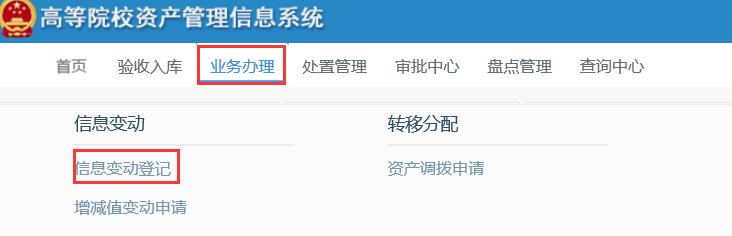 高等院校资产管理信息系统
首页 验收入库 业务办理 处置管理 审批中心 盘点管理 查询中心
信息变动 转移分配
信息变动登记 资产调拨申请
增减值变动申请